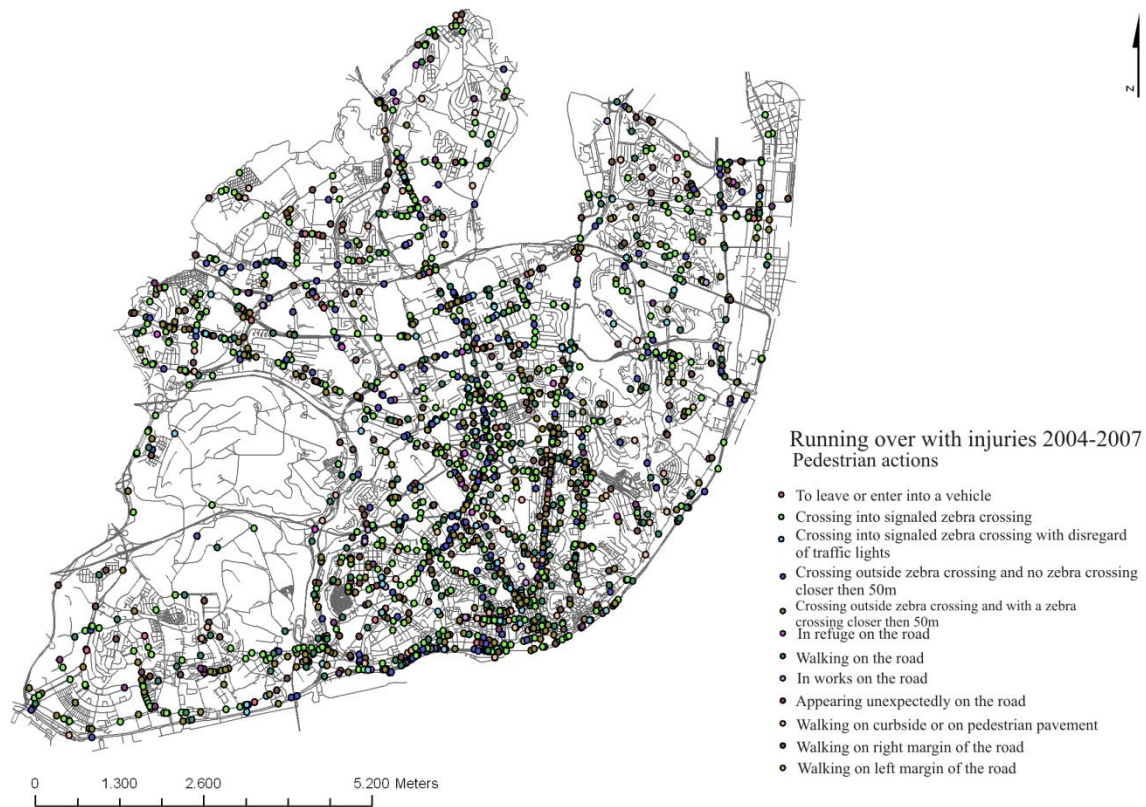 z
Running over with injuries 2004-2007
Pedestrian actions
To leave or enter into a vehicle
Crossing into signaled zebra crossing
Crossing into signaled zebra crossing with disregard
of traffic lights
Crossing outside zebra crossing and no zebra crossing
closer then 50m
Crossing outside zebra crossing and with a zebra
crossing closer then 50m
In refuge on the road
Walking on the road
In works on the road
Appearing unexpectedly on the road
Walking on curbside or on pedestrian pavement
Walking on right margin of the road
Walking on left margin of the road
0 1.300 2.600 5.200 Meters